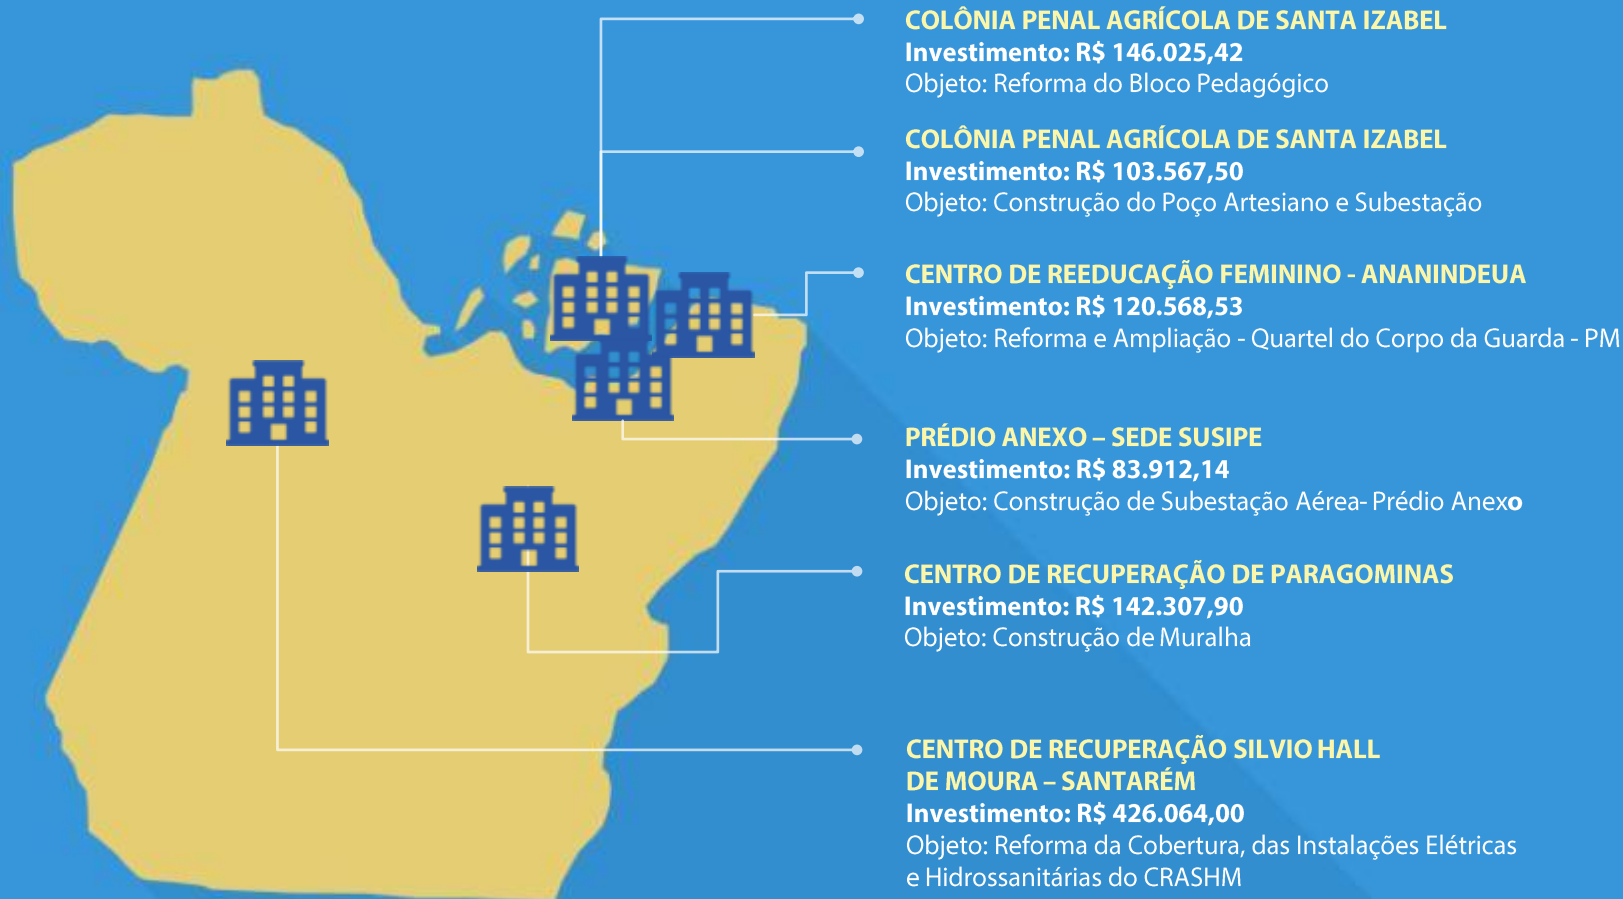 COLÔNIA PENAL AGRÍCOLA DE SANTA IZABEL
Investimento: R$ 146.025,42
Objeto: Reforma do Bloco Pedagógico
COLÔNIA PENAL AGRÍCOLA DE SANTA IZABEL
Investimento: R$ 103.567,50
Objeto: Construção do Poço Artesiano e Subestação
CENTRO DE REEDUCAÇÃO FEMININO - ANANINDEUA
Investimento: R$ 120.568,53
Objeto: Reforma e Ampliação - Quartel do Corpo da Guarda - PM
PRÉDIO ANEXO – SEDE SUSIPE
Investimento: R$ 83.912,14
Objeto: Construção de Subestação Aérea- Prédio Anexo
CENTRO DE RECUPERAÇÃO DE PARAGOMINAS
Investimento: R$ 142.307,90
Objeto: Construção de Muralha
CENTRO DE RECUPERAÇÃO SILVIO HALL
DE MOURA – SANTARÉM
Investimento: R$ 426.064,00
Objeto: Reforma da Cobertura, das Instalações Elétricas
e Hidrossanitárias do CRASHM